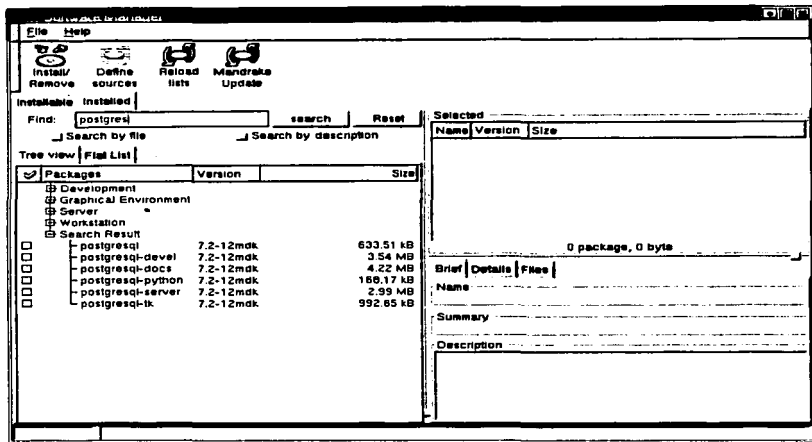 Software Manager
File Help
Install/ Define Reload Mandrake
Remove sources lists Update
Installable Installed
Find: postgres search Reset
Search by file Search by description
Tree view Flat List
Packages Version Size
Development
Graphical Environment
Server
Workstation
Search Result
postgresql 7.2-12mdk 633.51 kB
postgresql-devel 7.2-12mdk 3.54 MB
postgresql-docs 7.2-12mdk 4.22 MB
postgresql-python 7.2-12mdk 166.17 kB
postgresql-server 7.2-12mdk 2.99 MB
postgresql-tk 7.2-12mdk 992.65 kB
Selected
Name Version Size
0 package, 0 byte
Brief Details Files
Name
Summary
Description